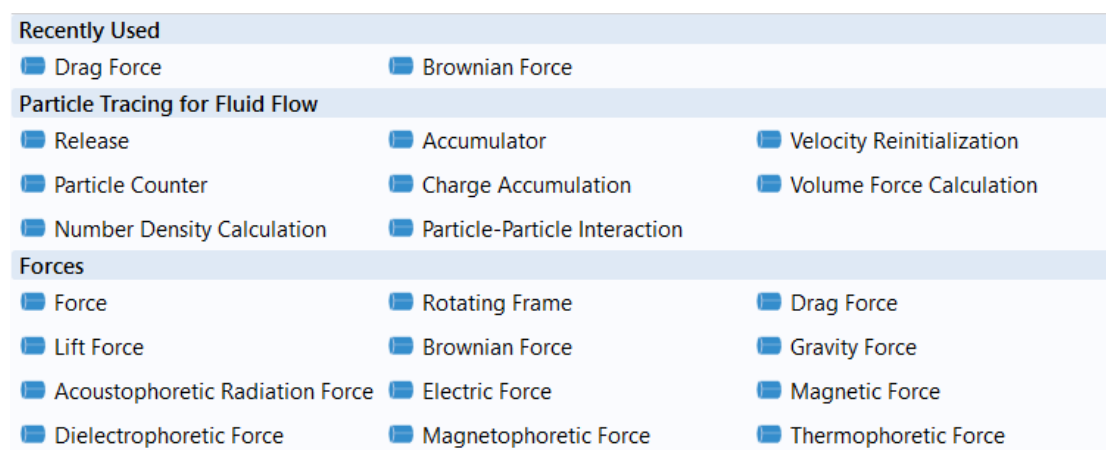 Recently Used
Drag Force Brownian Force
Particle Tracing for Fluid Flow
Release Accumulator Velocity Reinitialization
Particle Counter Charge Accumulation Volume Force Calculation
Number Density Calculation Particle-Particle Interaction
Forces
Force Rotating Frame Drag Force
Lift Force Brownian Force Gravity Force
Acoustophoretic Radiation Force Electric Force Magnetic Force
Dielectrophoretic Force Magnetophoretic Force Thermophoretic Force